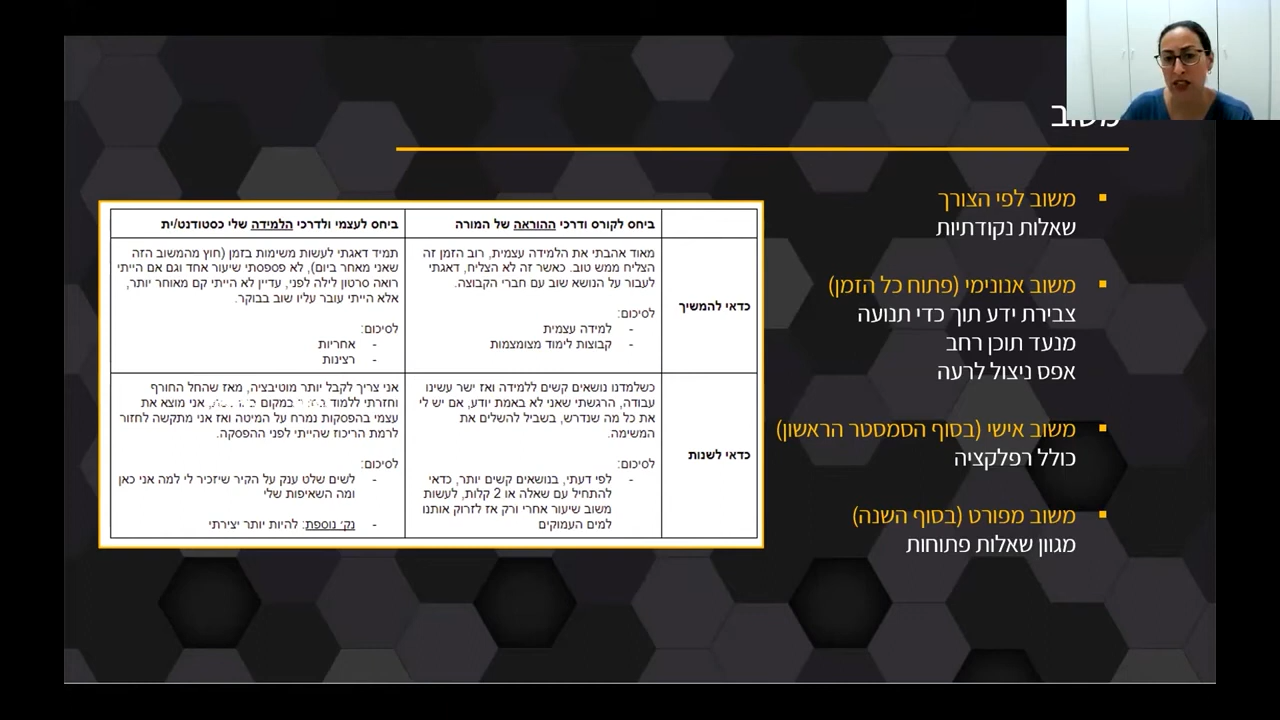 משוב
משוב לפי הצורך
שאלות נקודתיות
משוב אנונימי (פתוח כל הזמן)
צבירת ידע תוך כדי תנועה
מנעד תוכן רחב
אפס ניצול לרעה
משוב אישי (בסוף הסמסטר הראשון)
כולל רפלקציה
משוב מפורט (בסוף השנה)
מגוון שאלות פתוחות
ביחס לקורס ודרכי ההוראה של המורה
ביחס לעצמי ולדרכי הלמידה שלי כסטודנט/ית
כדאי להמשיך
מאוד אהבתי את הלמידה עצמית, רוב הזמן זה
הצליח ממש טוב. כאשר זה לא הצליח, דאגתי
לעבור על הנושא שוב עם חברי הקבוצה.
לסיכום:
- למידה עצמית
- קבוצות לימוד מצומצמות
תמיד דאגתי לעשות משימות בזמן (חוץ מהמשוב הזה
שאני מאחר ביום), לא פספסתי שיעור אחד וגם אם הייתי
רואה סרטון לילה לפני, עדיין לא הייתי קם מאוחר יותר,
אלא הייתי עובר עליו שוב בבוקר.
לסיכום:
- אחריות
- רצינות
כדאי לשנות
כשלמדנו נושאים קשים ללמידה ואז ישר עשינו
עבודה, הרגשתי שאני לא באמת יודע, אם יש לי
את כל מה שנדרש, בשביל להשלים את
המשימה.
לסיכום:
- לפי דעתי, בנושאים קשים יותר, כדאי
להתחיל עם שאלה או 2 קלות, לעשות
משוב שיעור אחרי ורק אז לזרוק אותנו
למים העמוקים
אני צריך לקבל יותר מוטיבציה, מאז שהחל החורף
וחזרתי ללמוד במקום אני מוצא את
עצמי בהפסקות נמרח על המיטה ואז אני מתקשה לחזור
לרמת הריכוז שהייתי לפני ההפסקה.
לסיכום:
- לשים שלט ענק על הקיר שיזכיר לי למה אני כאן
ומה השאיפות שלי
- נק׳ נוספת: להיות יותר יצירתי